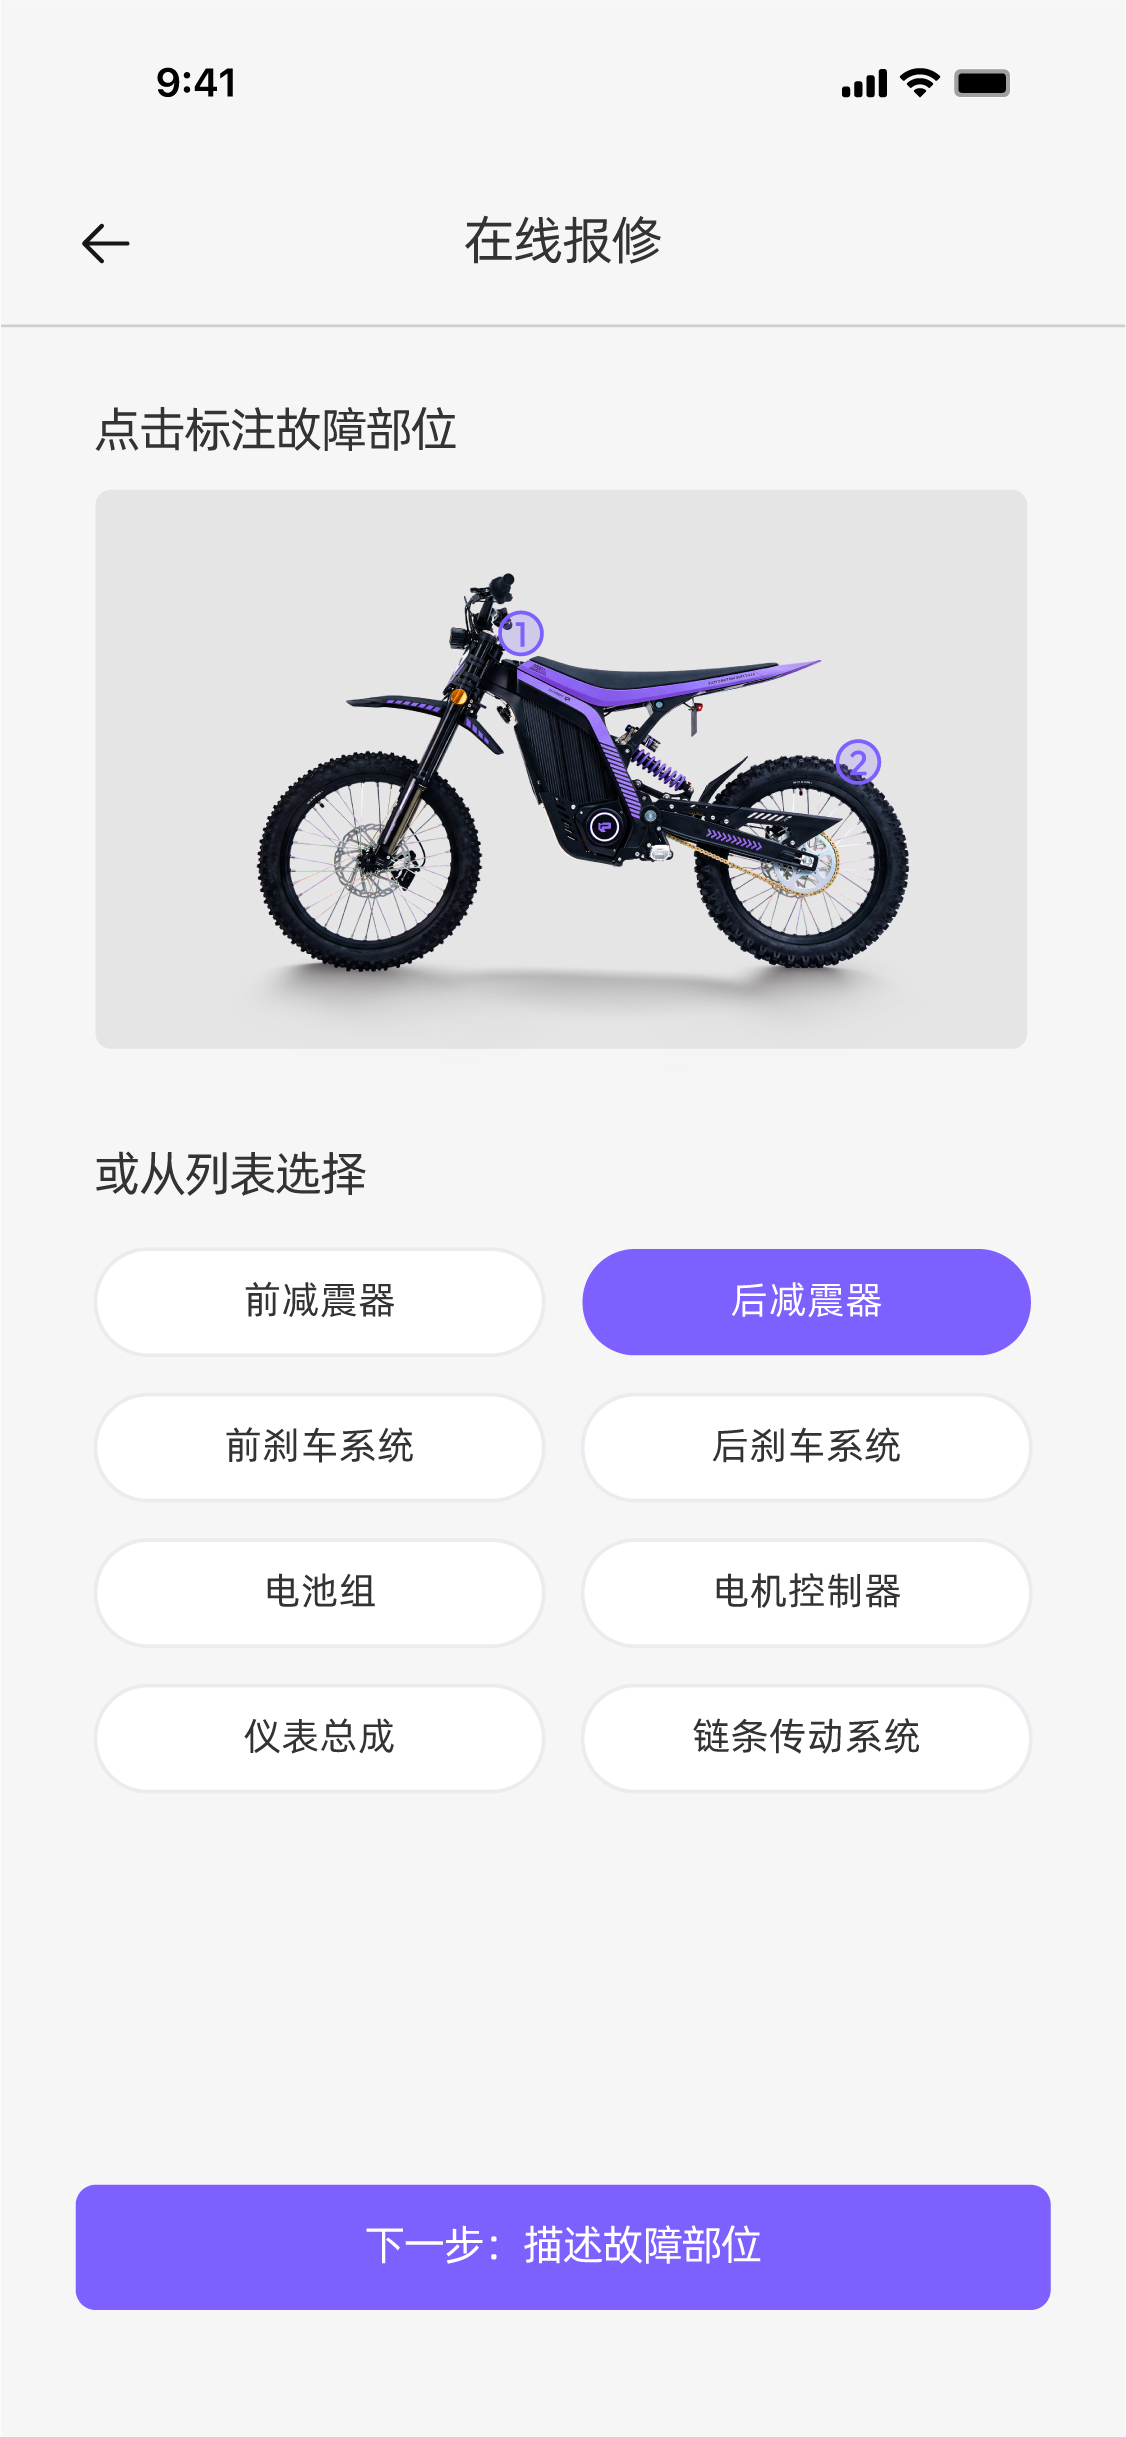 9:41
在线报修
点击标注故障部位
1
2
或从列表选择
前减震器
后减震器
前刹车系统
后刹车系统
电池组
电机控制器
仪表总成
链条传动系统
下一步：描述故障部位